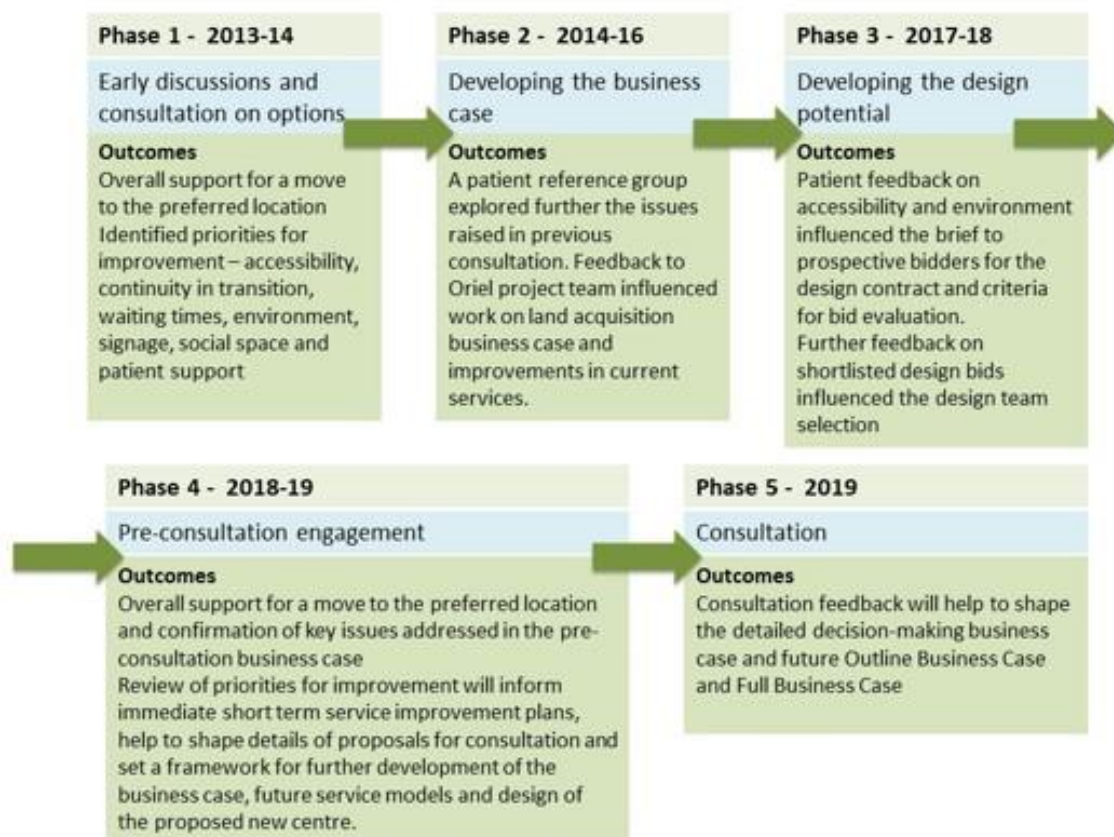 Phase 1 - 2013-14
Early discussions and
consultation on options
Outcomes
Overall support for a move
to the preferred location
Identified priorities for
improvement – accessibility,
continuity in transition,
waiting times, environment,
signage, social space and
patient support
Phase 2 - 2014-16
Developing the business
case
Outcomes
A patient reference group
explored further the issues
raised in previous
consultation. Feedback to
Oriel project team influenced
work on land acquisition
business case and
improvements in current
services.
Phase 3 - 2017-18
Developing the design
potential
Outcomes
Patient feedback on
accessibility and environment
influenced the brief to
prospective bidders for the
design contract and criteria
for bid evaluation.
Further feedback on
shortlisted design bids
influenced the design team
selection
Phase 4 - 2018-19
Pre-consultation engagement
Outcomes
Overall support for a move to the preferred location
and confirmation of key issues addressed in the pre-
consultation business case
Review of priorities for improvement will inform
immediate short term service improvement plans,
help to shape details of proposals for consultation and
set a framework for further development of the
business case, future service models and design of
the proposed new centre.
Phase 5 - 2019
Consultation
Outcomes
Consultation feedback will help to shape
the detailed decision-making business
case and future Outline Business Case
and Full Business Case